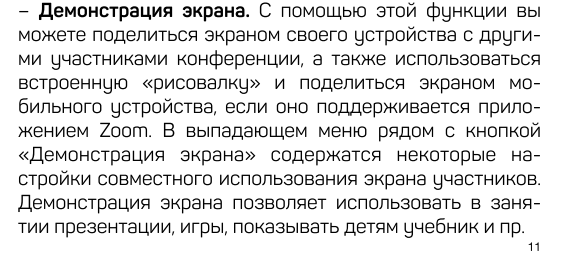 – Демонстрация экрана. С помощью этой функции вы
можете поделиться экраном своего устройства с други-
ми участниками конференции, а также использоваться
встроенную «рисовалку» и поделиться экраном мо-
бильного устройства, если оно поддерживается прило-
жением Zoom. В выпадающем меню рядом с кнопкой
«Демонстрация экрана» содержатся некоторые на-
стройки совместного использования экрана участников.
Демонстрация экрана позволяет использовать в заня-
тии презентации, игры, показывать детям учебник и пр.
11